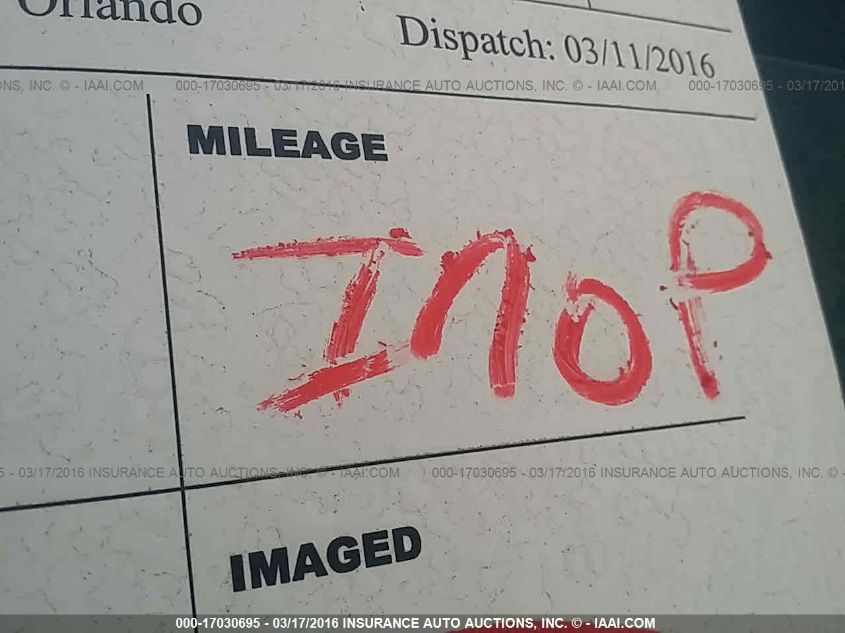 Orlando
Dispatch: 03/11/2016
ONS, INC. © - IAAI.COM 000-17030695 - 03/17/2016 INSURANCE AUTO AUCTIONS, INC. © - IAAI.COM 000-17030695 - 03/17/201
MILEAGE
InoP
5 - 03/17/2016 INSURANCE AUTO AUCTIONS, INC. © - IAAI.COM 000-17030695 - 03/17/2016 INSURANCE AUTO AUCTIONS, INC. ©
IMAGED
000-17030695 - 03/17/2016 INSURANCE AUTO AUCTIONS, INC. © - IAAI.COM